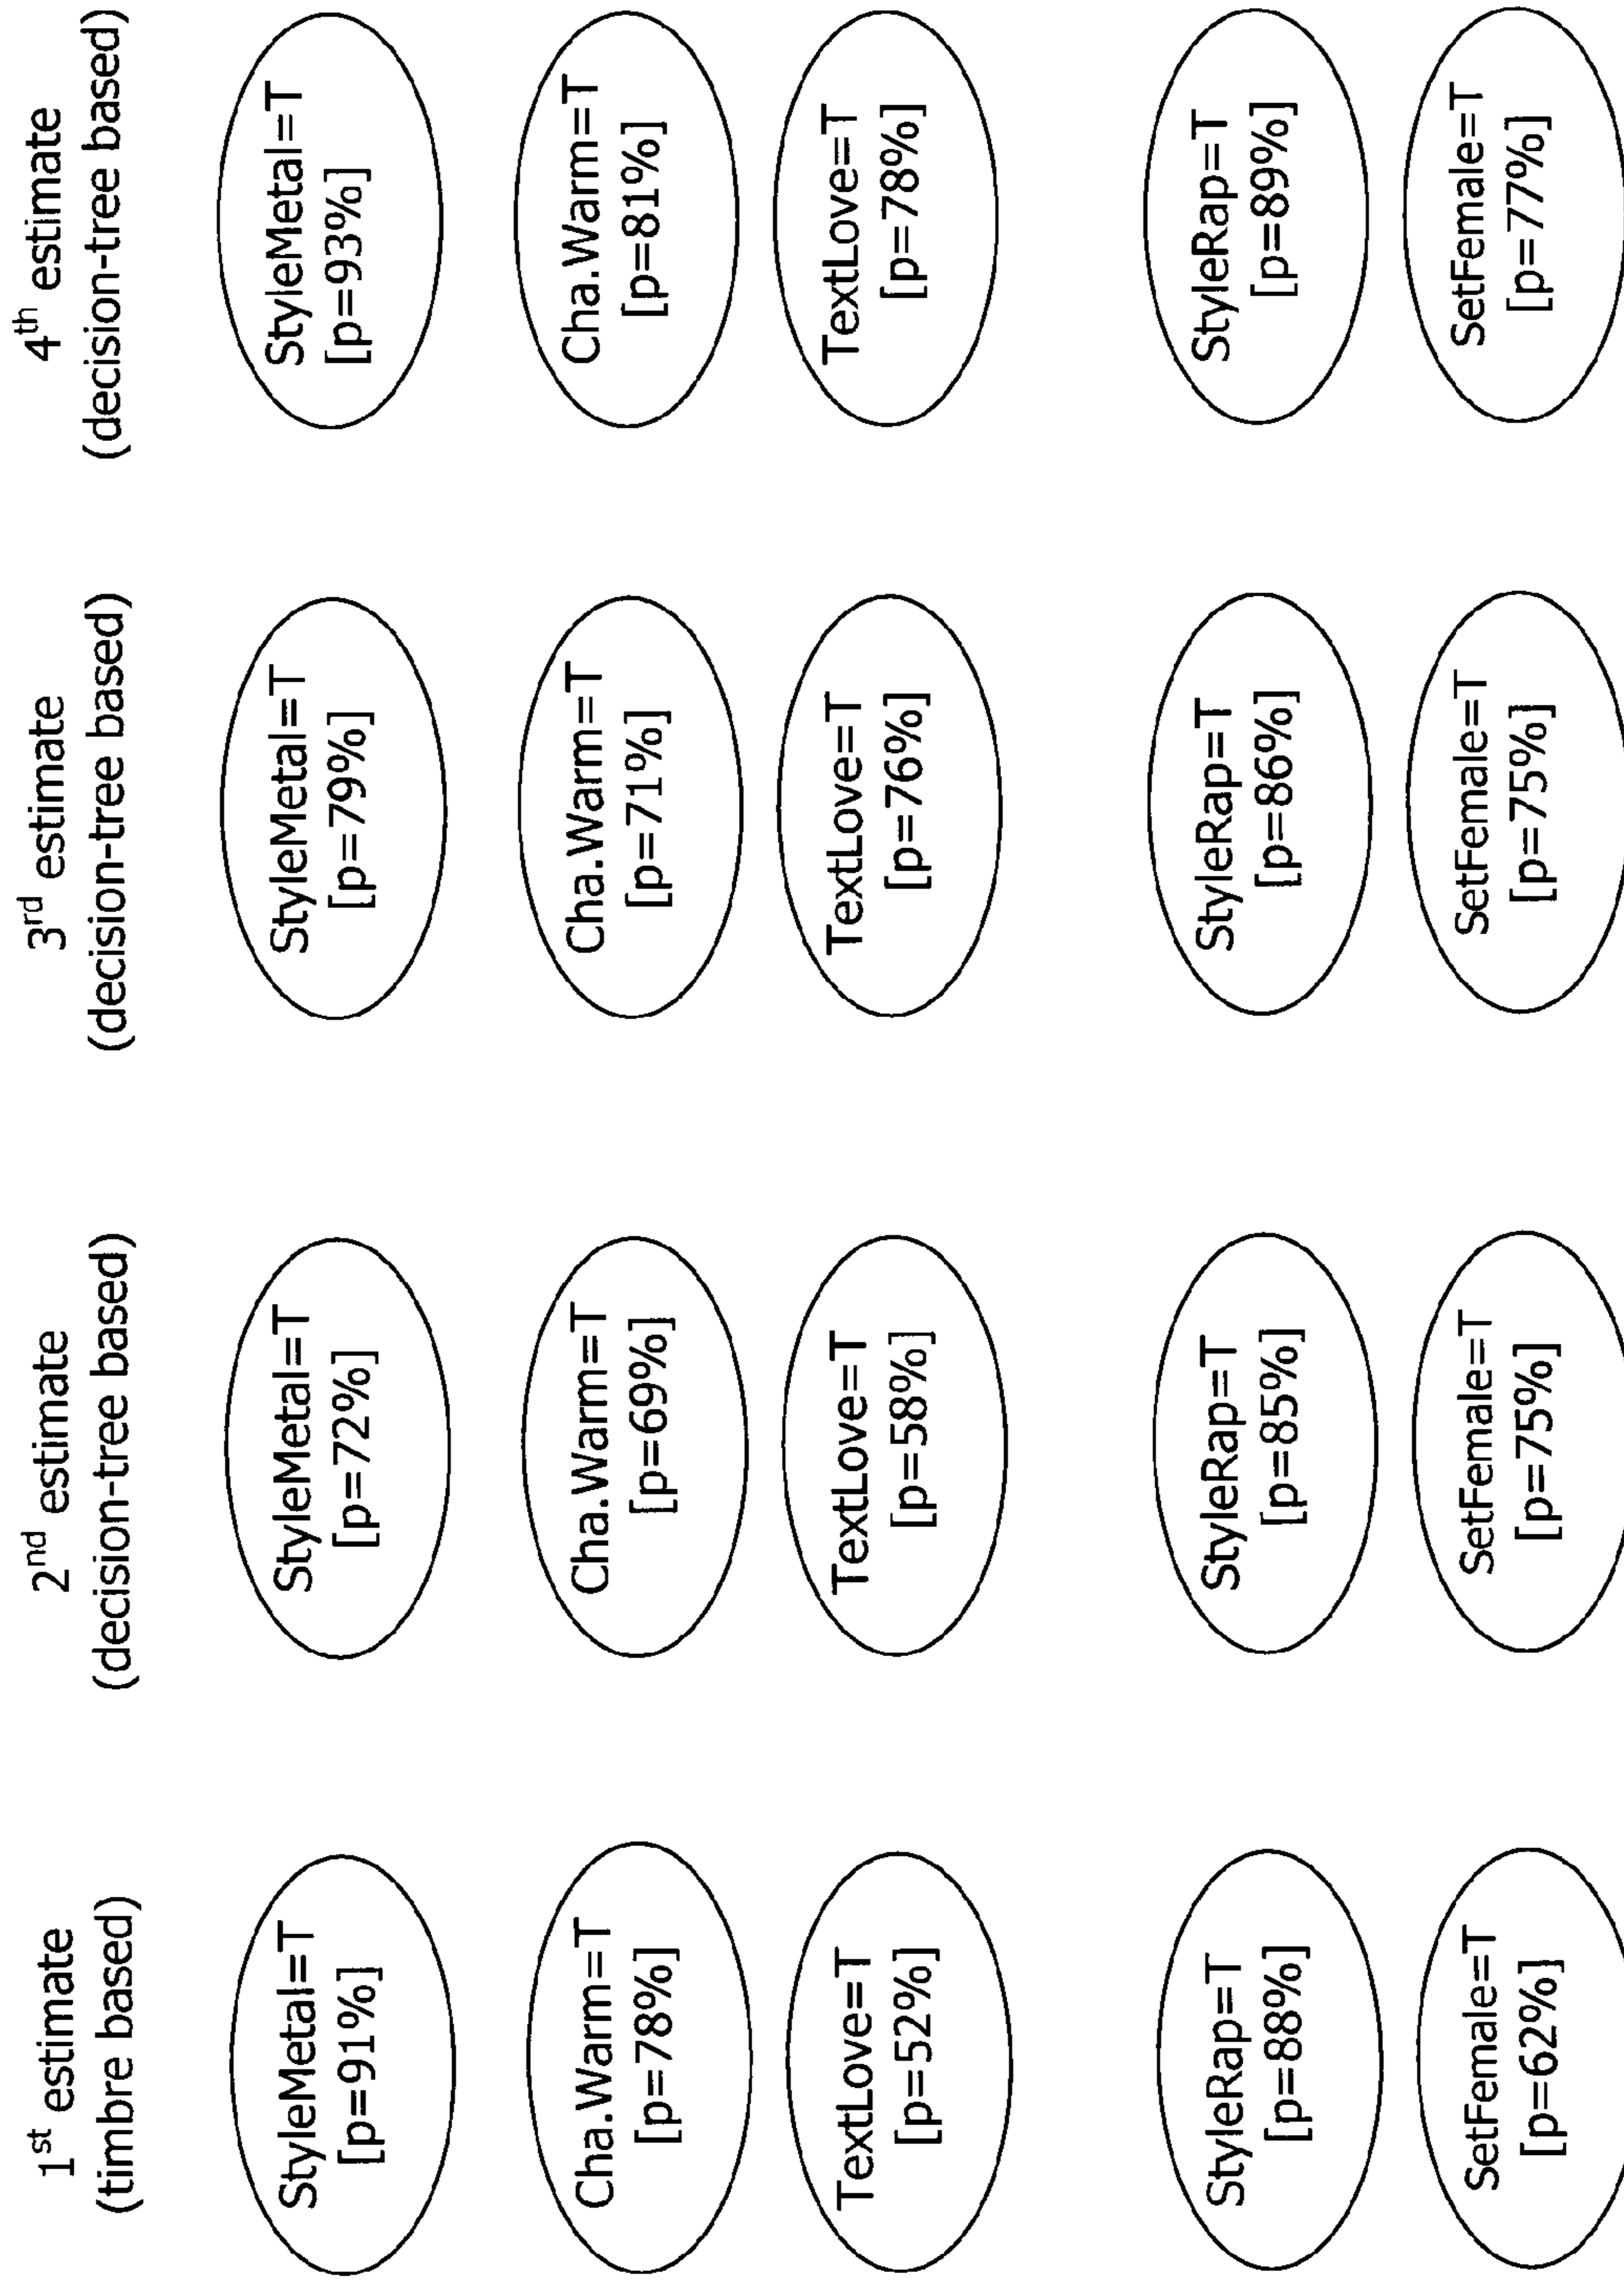 1st estimate
(timbre based)
2nd estimate
(decision-tree based)
3rd estimate
(decision-tree based)
4th estimate
(decision-tree based)
StyleMetal=T
[p=91%]
StyleMetal=T
[p=72%]
StyleMetal=T
[p=79%]
StyleMetal=T
[p=93%]
Cha.Warm=T
[p=78%]
Cha.Warm=T
[p=69%]
Cha.Warm=T
[p=71%]
Cha.Warm=T
[p=81%]
TextLove=T
[p=52%]
TextLove=T
[p=58%]
TextLove=T
[p=76%]
TextLove=T
[p=78%]
StyleRap=T
[p=88%]
StyleRap=T
[p=85%]
StyleRap=T
[p=86%]
StyleRap=T
[p=89%]
SetFemale=T
[p=62%]
SetFemale=T
[p=75%]
SetFemale=T
[p=75%]
SetFemale=T
[p=77%]